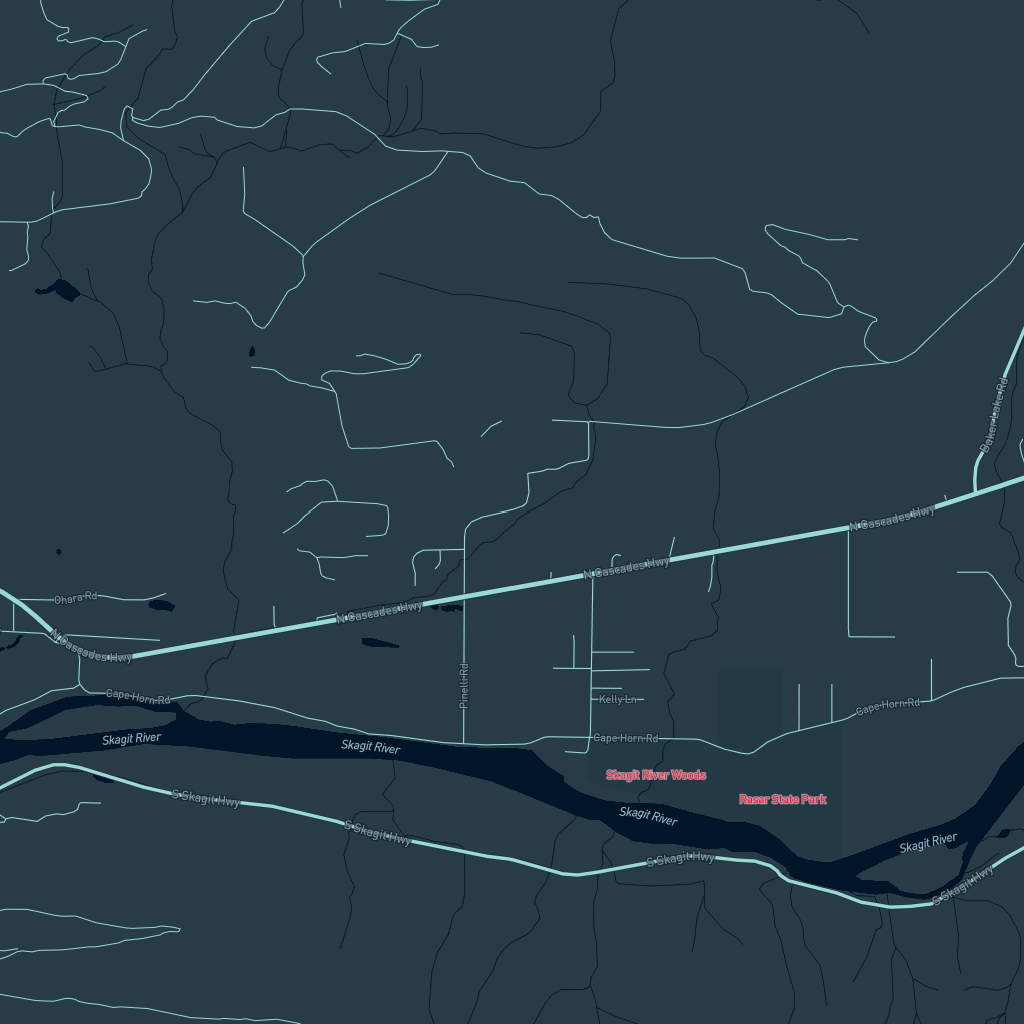 Baker Lake Rd
N Cascades Hwy
N Cascades Hwy
Ohara Rd
N Cascades Hwy
N Cascades Hwy
Pinelli Rd
Cape Horn Rd
Kelly Ln
Cape Horn Rd
Skagit River
Skagit River
Cape Horn Rd
Skagit River Woods
S Skagit Hwy
Rasar State Park
Skagit River
S Skagit Hwy
Skagit River
S Skagit Hwy
S Skagit Hwy